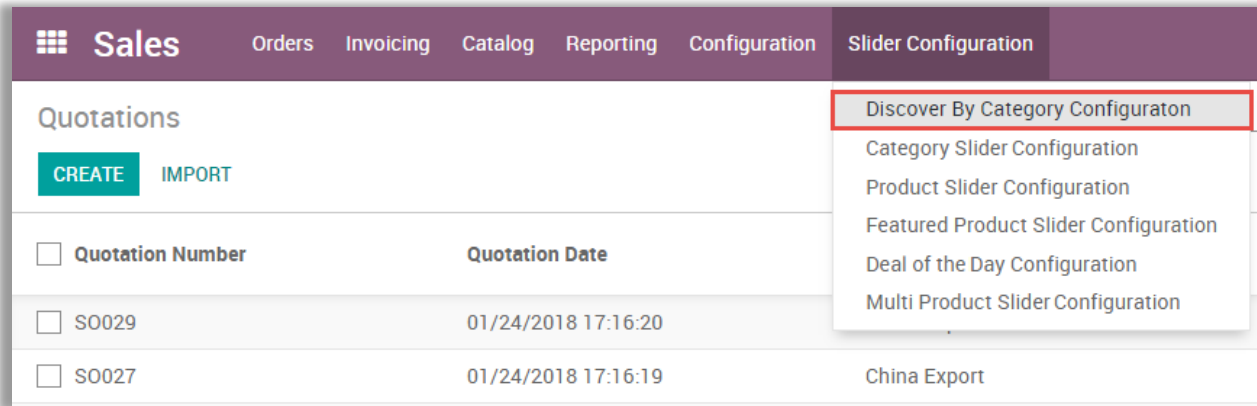 Sales Orders Invoicing Catalog Reporting Configuration Slider Configuration
Quotations
CREATE IMPORT
Discover By Category Configuraton
Category Slider Configuration
Product Slider Configuration
Featured Product Slider Configuration
Deal of the Day Configuration
Multi Product Slider Configuration
Quotation Number Quotation Date
SO029 01/24/2018 17:16:20
SO027 01/24/2018 17:16:19 China Export